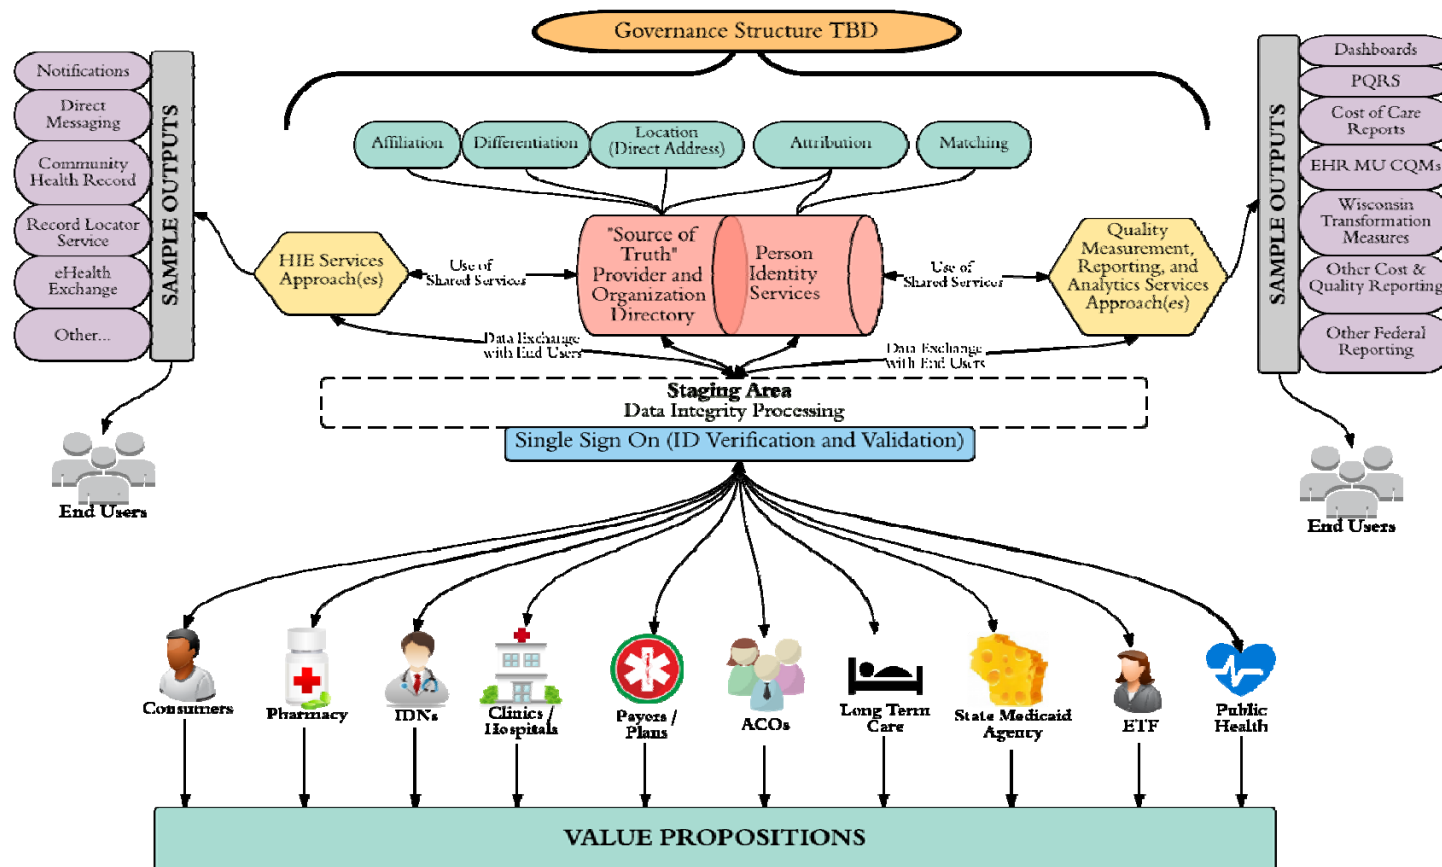 Governance Structure TBD
Notifications
Direct
Messaging
Community
Health Record
Record Locator
Service
eHealth
Exchange
Other...
SAMPLE OUTPUTS
End Users
Affiliation
Differentiation
Location
(Direct Address)
Attribution
Matching
HIE Services
Approach(es)
Use of
Shared Services
"Source of
Truth"
Provider and
Organization
Directory
Person
Identity
Services
Use of
Shared Services
Quality
Measurement,
Reporting, and
Analytics Services
Approach(es)
Data Exchange
with End Users
Data Exchange
with End Users
Staging Area
Data Integrity Processing
Single Sign On (ID Verification and Validation)
SAMPLE OUTPUTS
Dashboards
PQRS
Cost of Care
Reports
EHR MU CQMs
Wisconsin
Transformation
Measures
Other Cost &
Quality Reporting
Other Federal
Reporting
End Users
Consumers
Pharmacy
IDNs
Clinics /
Hospitals
Payors /
Plans
ACOs
Long Term
Care
State Medicaid
Agency
ETF
Public
Health
VALUE PROPOSITIONS